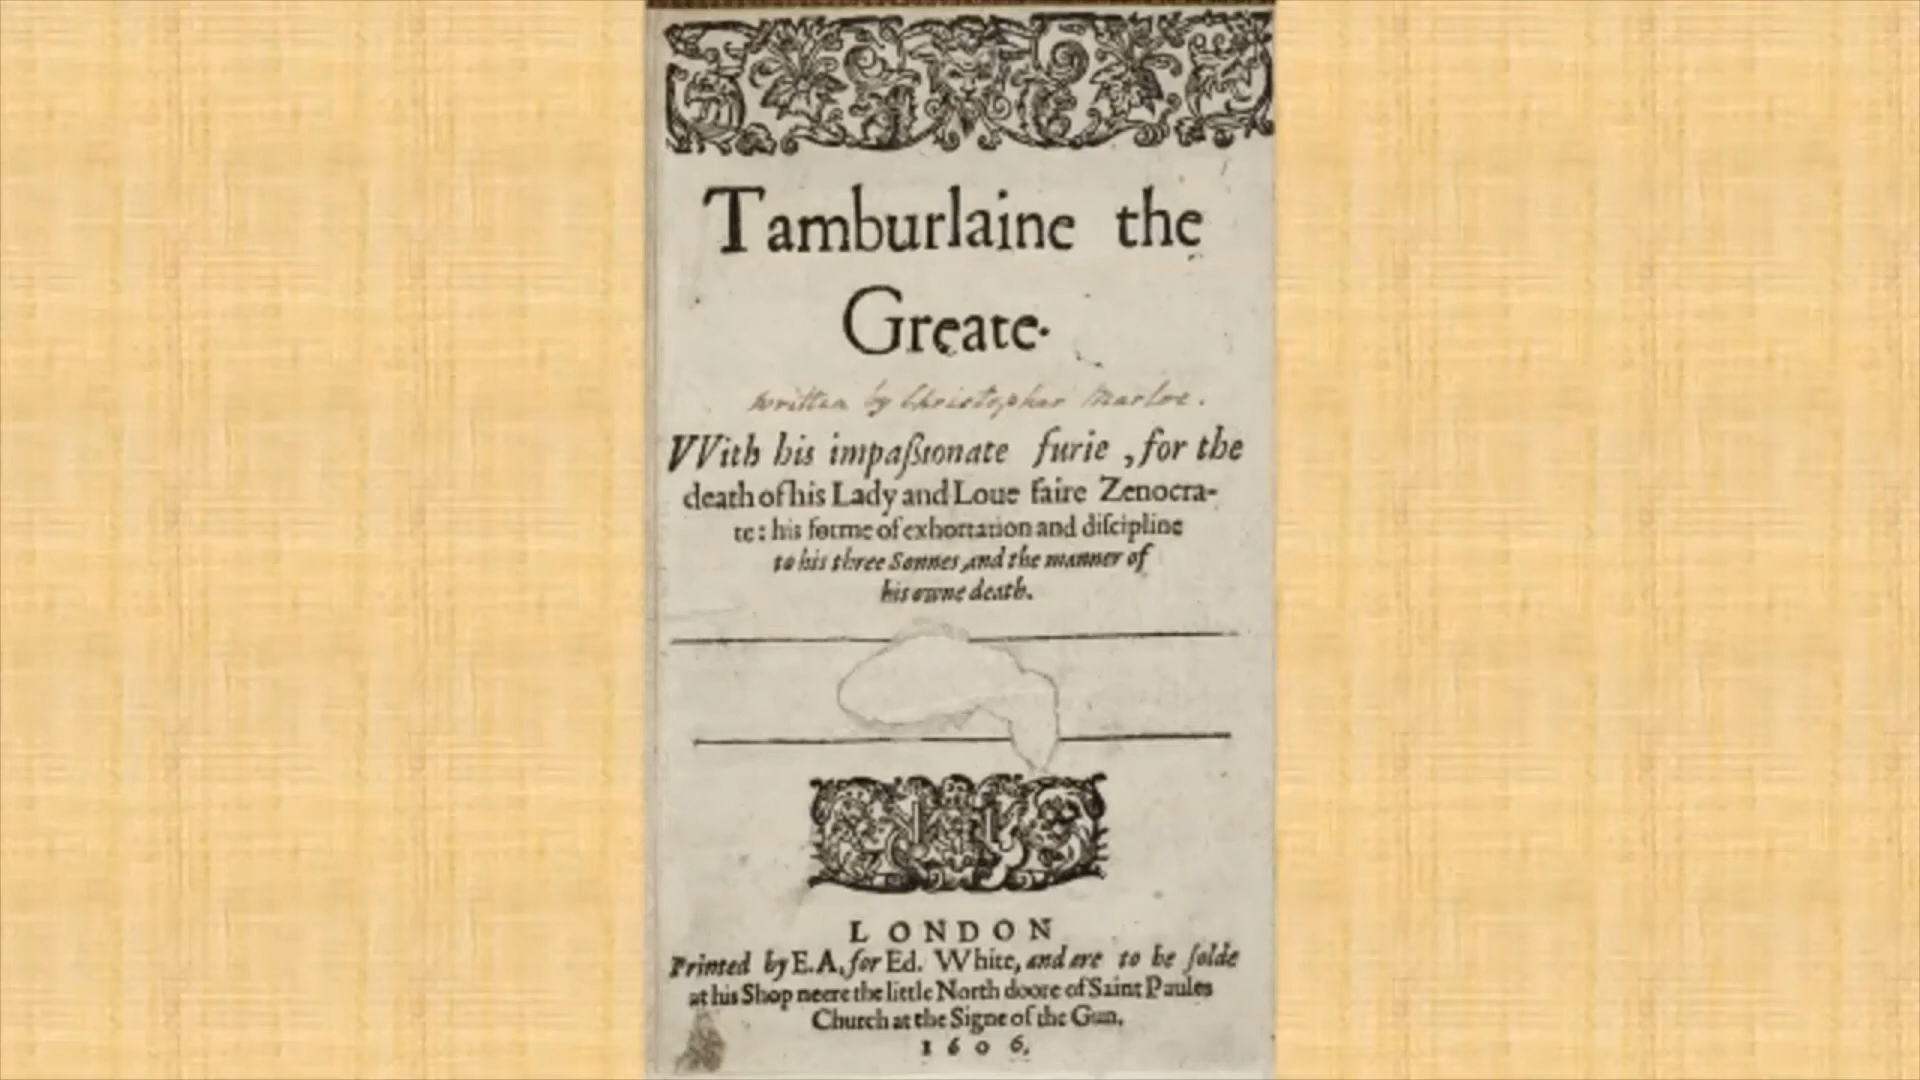 Tamburlaine the
Greate.
written by Christopher Marloe.
VVith his impaßionate furie, for the
death of his Lady and Loue faire Zenocra-
te: his forme of exhortation and diſcipline
to his three Sonnes, and the manner of
his owne death.
LONDON
Printed by E.A. for Ed. White, and are to be ſolde
at his Shop neere the little North doore of Saint Paules
Church at the Signe of the Gun.
1606.